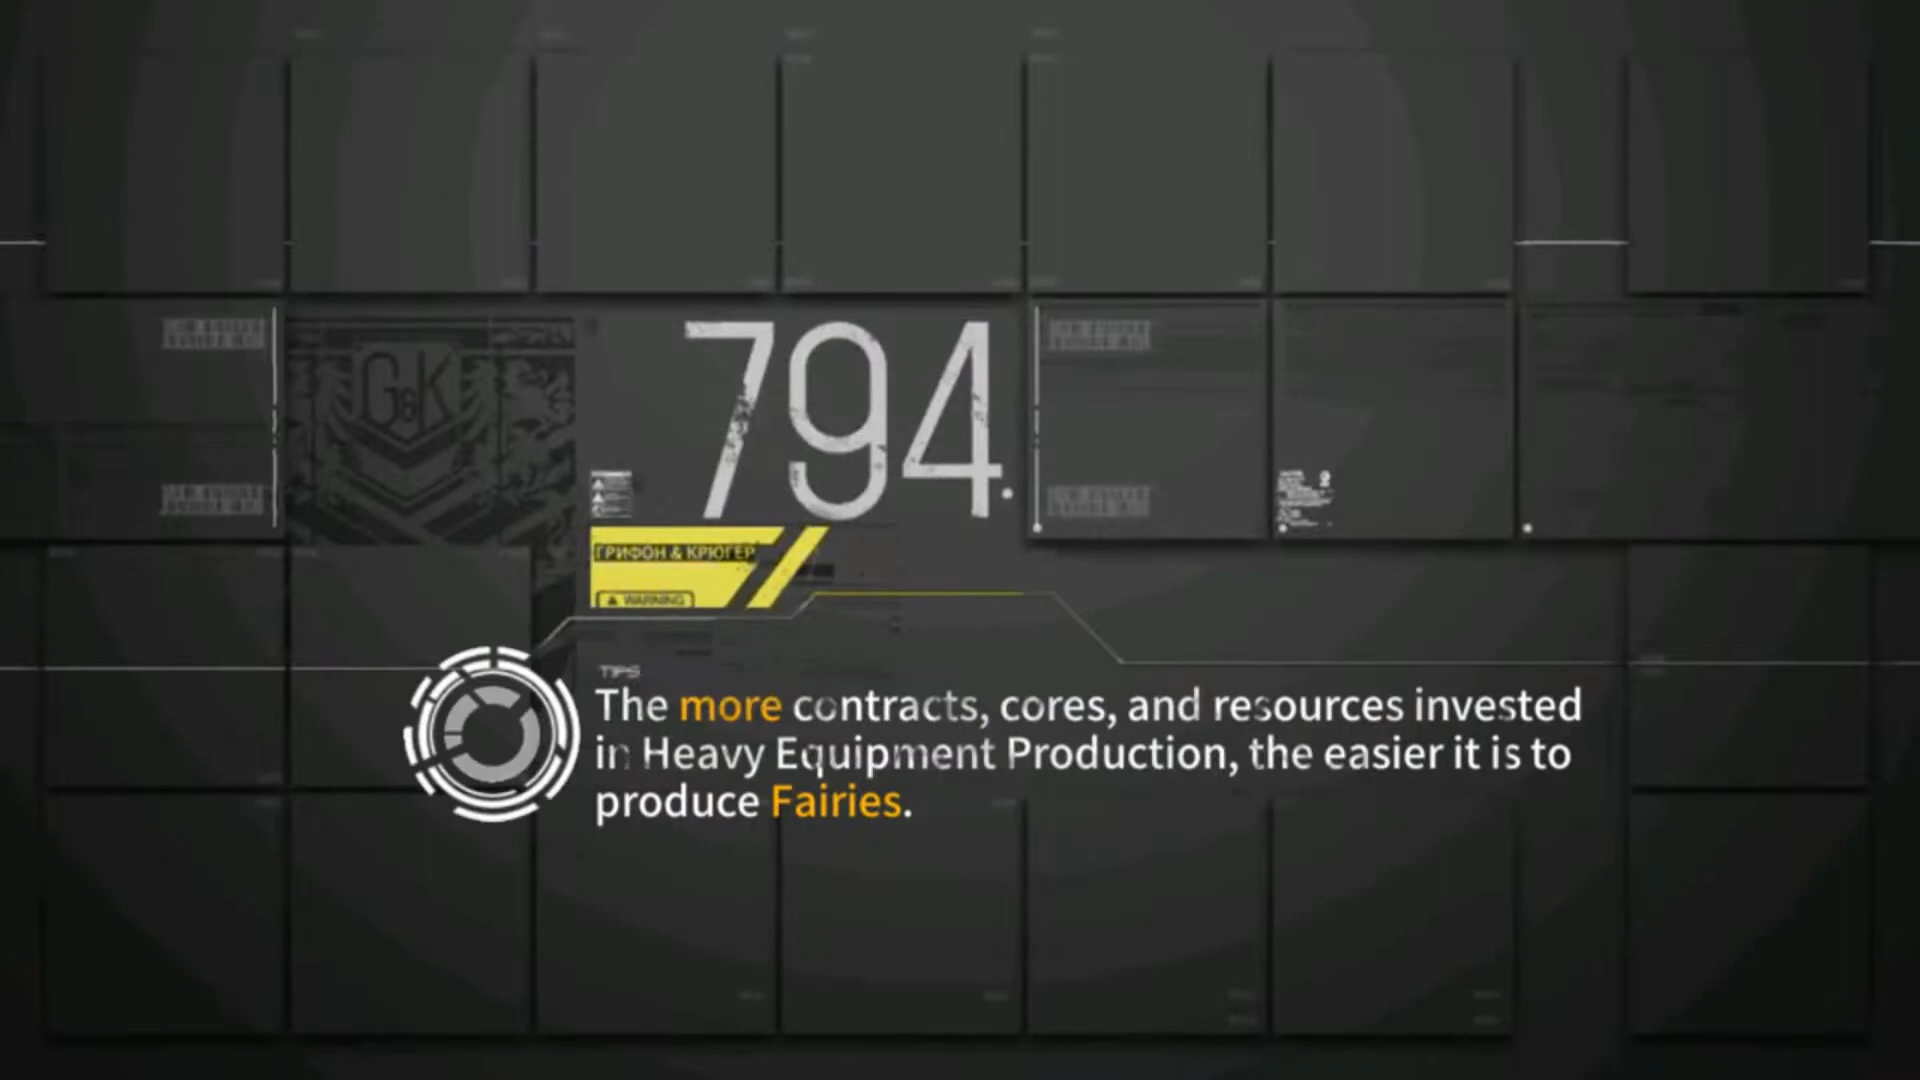 G&K
794.
ГРИФОН & КРЮГЕР
WARNING
TIPS
The more contracts, cores, and resources invested
in Heavy Equipment Production, the easier it is to
produce Fairies.